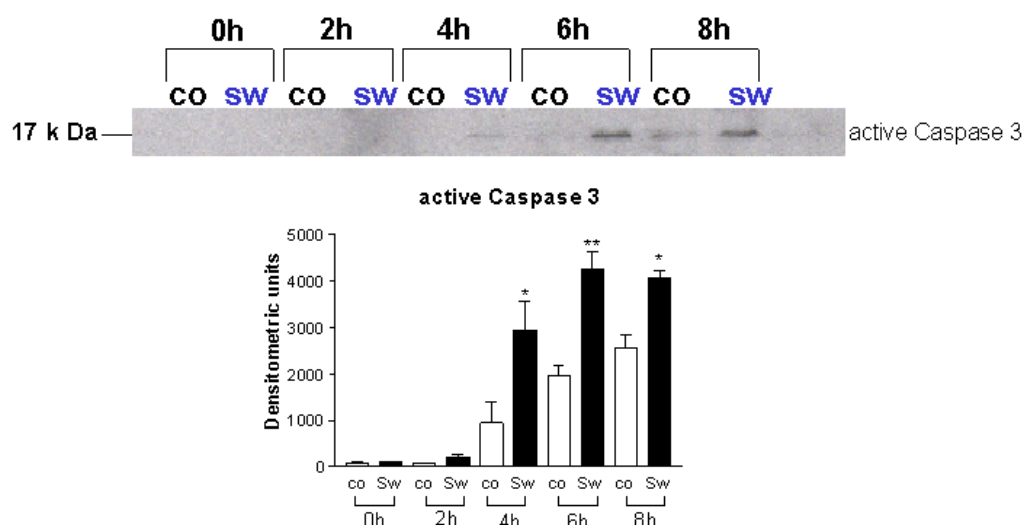 0h 2h 4h 6h 8h
co sw co sw co sw co sw co sw
17 k Da active Caspase 3
active Caspase 3
Densitometric units
5000
** 
4000 *
*
3000
2000
1000
0
co Sw co Sw co Sw co Sw co Sw
0h 2h 4h 6h 8h